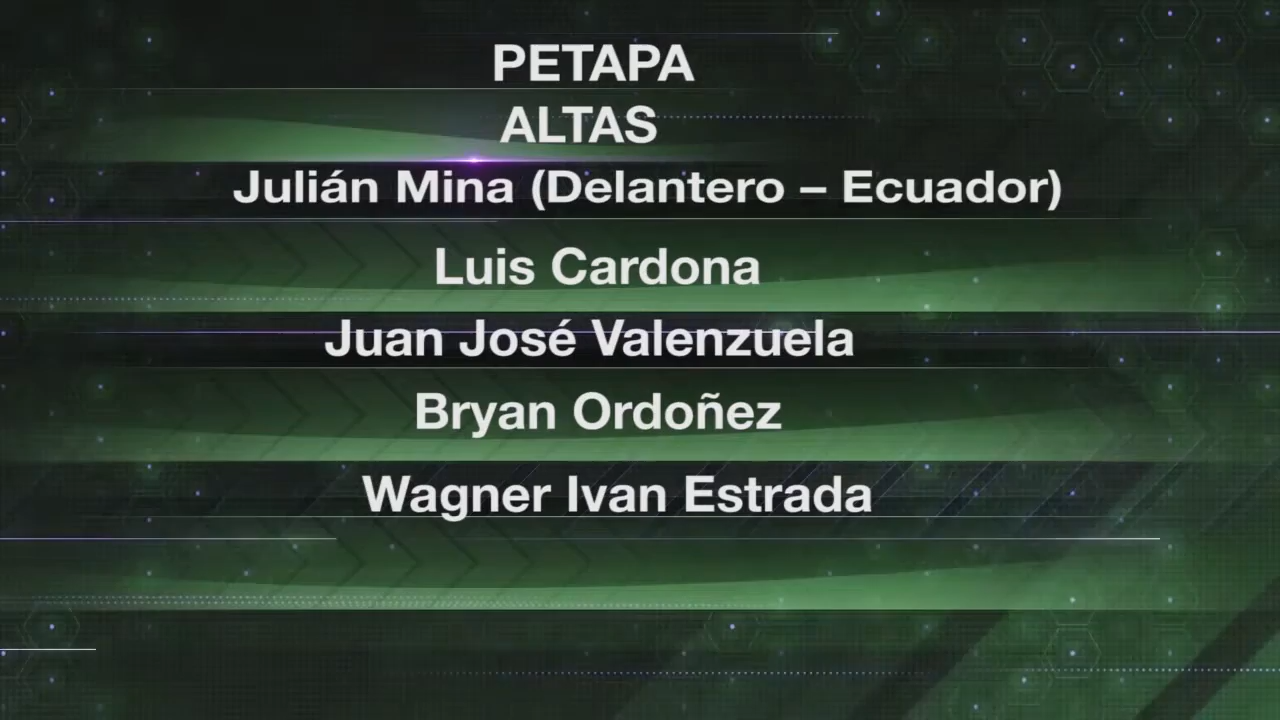 PETAPA
ALTAS
Julián Mina (Delantero – Ecuador)
Luis Cardona
Juan José Valenzuela
Bryan Ordoñez
Wagner Ivan Estrada